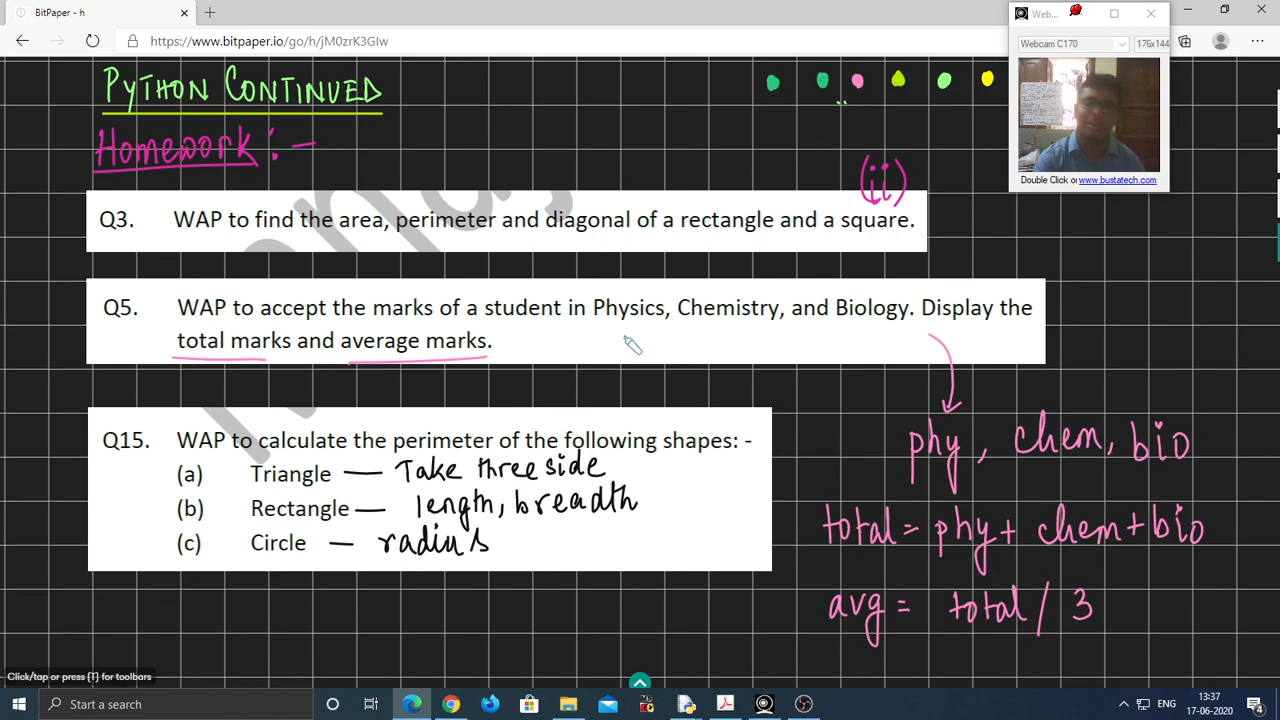 BitPaper - h
https://www.bitpaper.io/go/h/jM0zrK3GIw
Web...
Webcam C170
176x144
Double Click on www.bustatech.com
PYTHON CONTINUED
Homework :-
(ii)
Q3. WAP to find the area, perimeter and diagonal of a rectangle and a square.
Q5. WAP to accept the marks of a student in Physics, Chemistry, and Biology. Display the
total marks and average marks.
phy, chem, bio
total = phy + chem + bio
avg = total / 3
Q15. WAP to calculate the perimeter of the following shapes: -
(a) Triangle — Take three side
(b) Rectangle — length, breadth
(c) Circle — radius
Click/tap or press (T) for toolbars
Start a search
ENG
13:37
17-06-2020
4